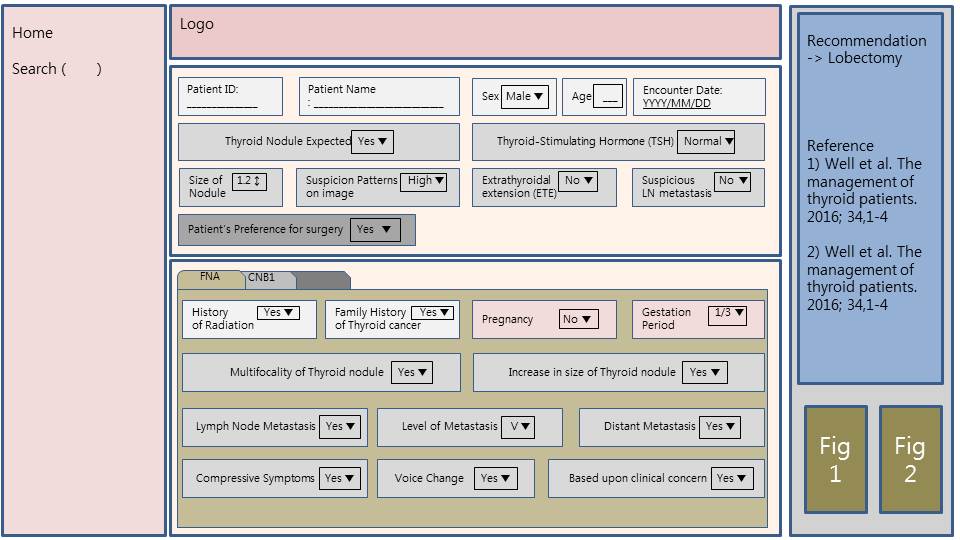 Home
Search (        )
Logo
Patient ID:
______________
Patient Name
: __________________________
Sex Male ▼
Age ___
Encounter Date:
YYYY/MM/DD
Thyroid Nodule Expected Yes ▼
Thyroid-Stimulating Hormone (TSH) Normal ▼
Size of
Nodule
1.2 ↕
Suspicion Patterns
on image
High ▼
Extrathyroidal
extension (ETE)
No ▼
Suspicious
LN metastasis
No ▼
Patient's Preference for surgery Yes ▼
FNA
CNB1
History
of Radiation
Yes ▼
Family History
of Thyroid cancer
Yes ▼
Pregnancy No ▼
Gestation
Period
1/3 ▼
Multifocality of Thyroid nodule Yes ▼
Increase in size of Thyroid nodule Yes ▼
Lymph Node Metastasis Yes ▼
Level of Metastasis V ▼
Distant Metastasis Yes ▼
Compressive Symptoms Yes ▼
Voice Change Yes ▼
Based upon clinical concern Yes ▼
Recommendation
-> Lobectomy
Reference
1) Well et al. The
management of
thyroid patients.
2016; 34,1-4
2) Well et al. The
management of
thyroid patients.
2016; 34,1-4
Fig
1
Fig
2